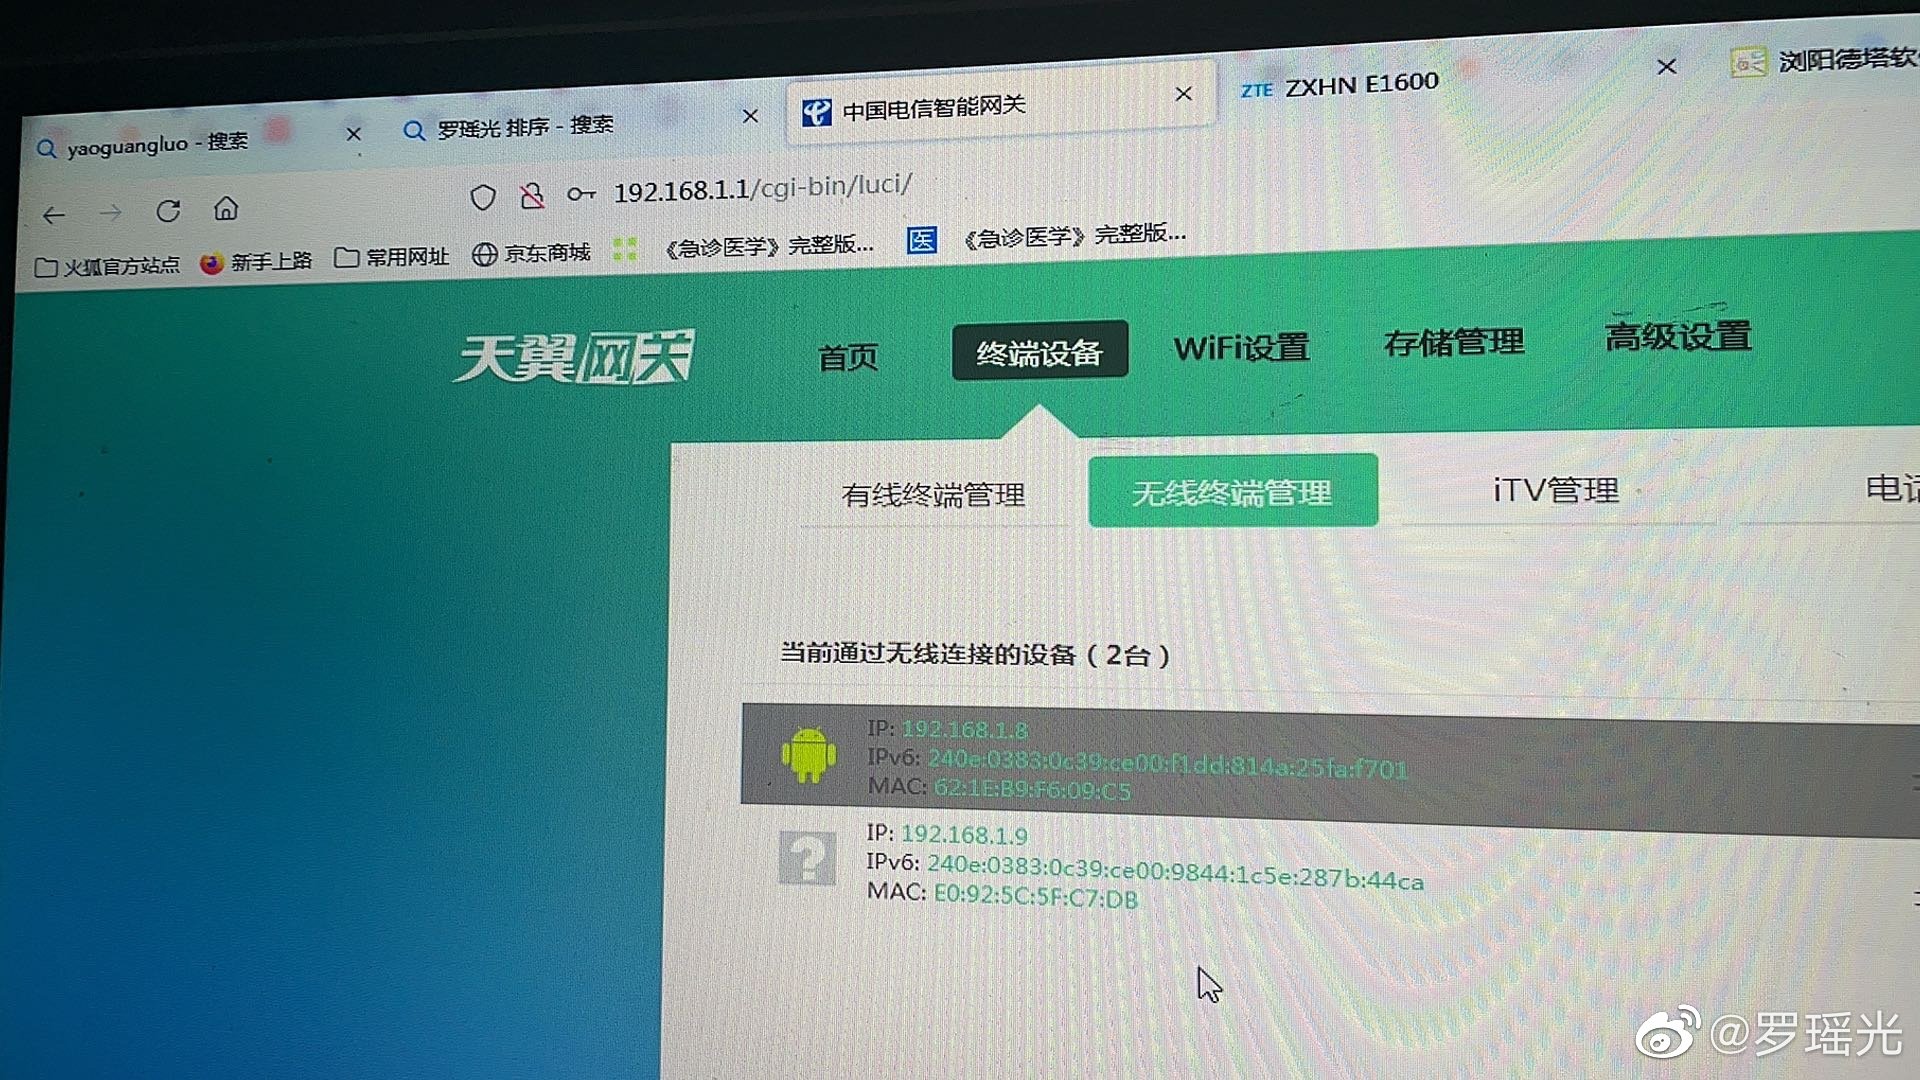 yaoguangluo - 搜索
罗瑶光 排序 - 搜索
中国电信智能网关
ZTE ZXHN E1600
浏阳德塔软
192.168.1.1/cgi-bin/luci/
火狐官方站点
新手上路
常用网址
京东商城
《急诊医学》完整版...
医
《急诊医学》完整版...
天翼网关
首页
终端设备
WiFi设置
存储管理
高级设置
有线终端管理
无线终端管理
iTV管理
电话
当前通过无线连接的设备（2台）
IP: 192.168.1.8
IPv6: 240e:0383:0c39:ce00:f1dd:814a:25fa:f701
MAC: 62:1E:B9:F6:09:C5
?
IP: 192.168.1.9
IPv6: 240e:0383:0c39:ce00:9844:1c5e:287b:44ca
MAC: E0:92:5C:5F:C7:DB
@罗瑶光